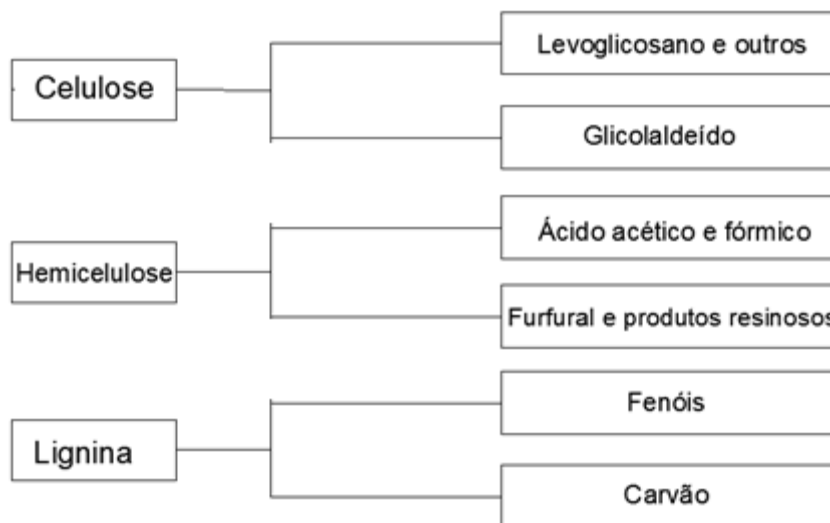 Celulose
Levoglicosano e outros
Glicolaldeído
Hemicelulose
Ácido acético e fórmico
Furfural e produtos resinosos
Lignina
Fenóis
Carvão